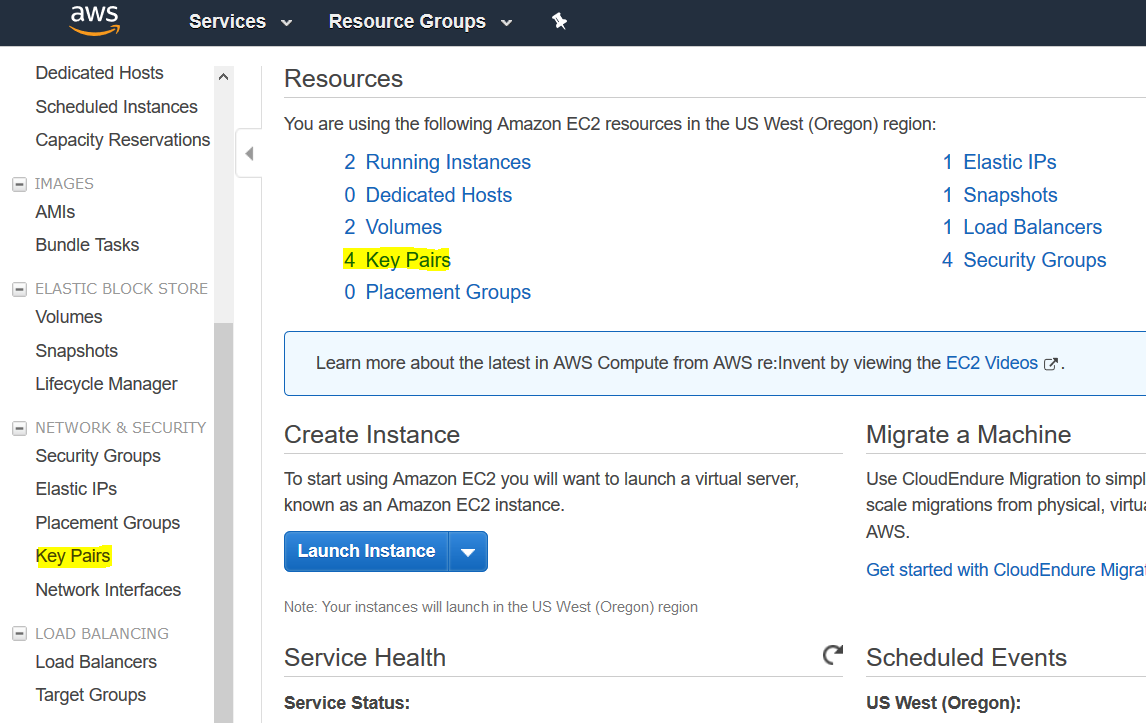 aws
Services
Resource Groups
Dedicated Hosts
Scheduled Instances
Capacity Reservations
IMAGES
AMIs
Bundle Tasks
ELASTIC BLOCK STORE
Volumes
Snapshots
Lifecycle Manager
NETWORK & SECURITY
Security Groups
Elastic IPs
Placement Groups
Key Pairs
Network Interfaces
LOAD BALANCING
Load Balancers
Target Groups
Resources
You are using the following Amazon EC2 resources in the US West (Oregon) region:
2 Running Instances
0 Dedicated Hosts
2 Volumes
4 Key Pairs
0 Placement Groups
1 Elastic IPs
1 Snapshots
1 Load Balancers
4 Security Groups
Learn more about the latest in AWS Compute from AWS re:Invent by viewing the EC2 Videos .
Create Instance
To start using Amazon EC2 you will want to launch a virtual server,
known as an Amazon EC2 instance.
Launch Instance
Note: Your instances will launch in the US West (Oregon) region
Migrate a Machine
Use CloudEndure Migration to simpl
scale migrations from physical, virtua
AWS.
Get started with CloudEndure Migrat
Service Health
Service Status:
Scheduled Events
US West (Oregon):